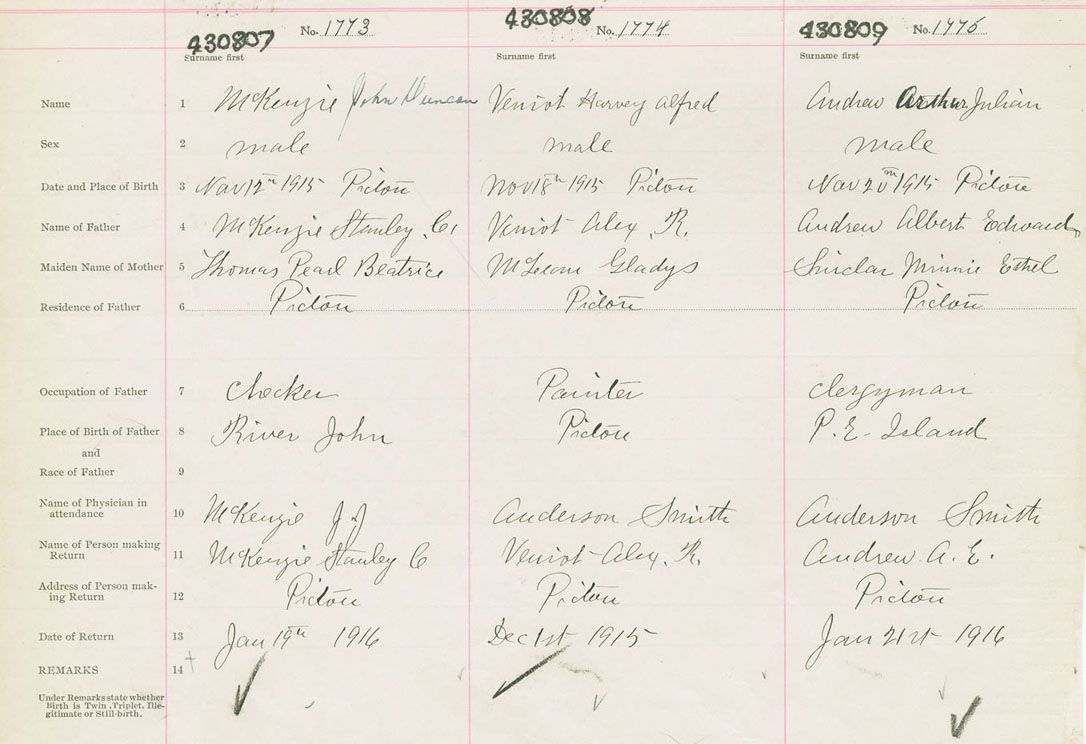 430807 No. 1773 430808 No. 1774 430809 No. 1775
Surname first Surname first Surname first
Name 1 McKenzie John Duncan Veniot Harvey Alfred Andrew Arthur Julian
Sex 2 male male male
Date and Place of Birth 3 Nov 12th 1915 Pictou Nov 18th 1915 Pictou Nov 20th 1915 Pictou
Name of Father 4 McKenzie Stanley C. Veniot Alex R. Andrew Albert Edward
Maiden Name of Mother 5 Thomas Pearl Beatrice McLean Gladys Sinclar Minnie Ethel
Residence of Father 6 Pictou Pictou Pictou
Occupation of Father 7 Checker Painter Clergyman
Place of Birth of Father 8 River John Pictou P.E. Island
and
Race of Father 9
Name of Physician in
attendance 10 McKenzie J.J Anderson Smith Anderson Smith
Name of Person making
Return 11 McKenzie Stanley C Veniot Alex. R. Andrew. A. E.
Address of Person mak-
ing Return 12 Pictou Pictou Pictou
Date of Return 13 Jan 19th 1916 Dec 1st 1915 Jan 21st 1916
REMARKS 14
Under Remarks state whether
Birth is Twin, Triplet, Ille-
gitimate or Still-birth.